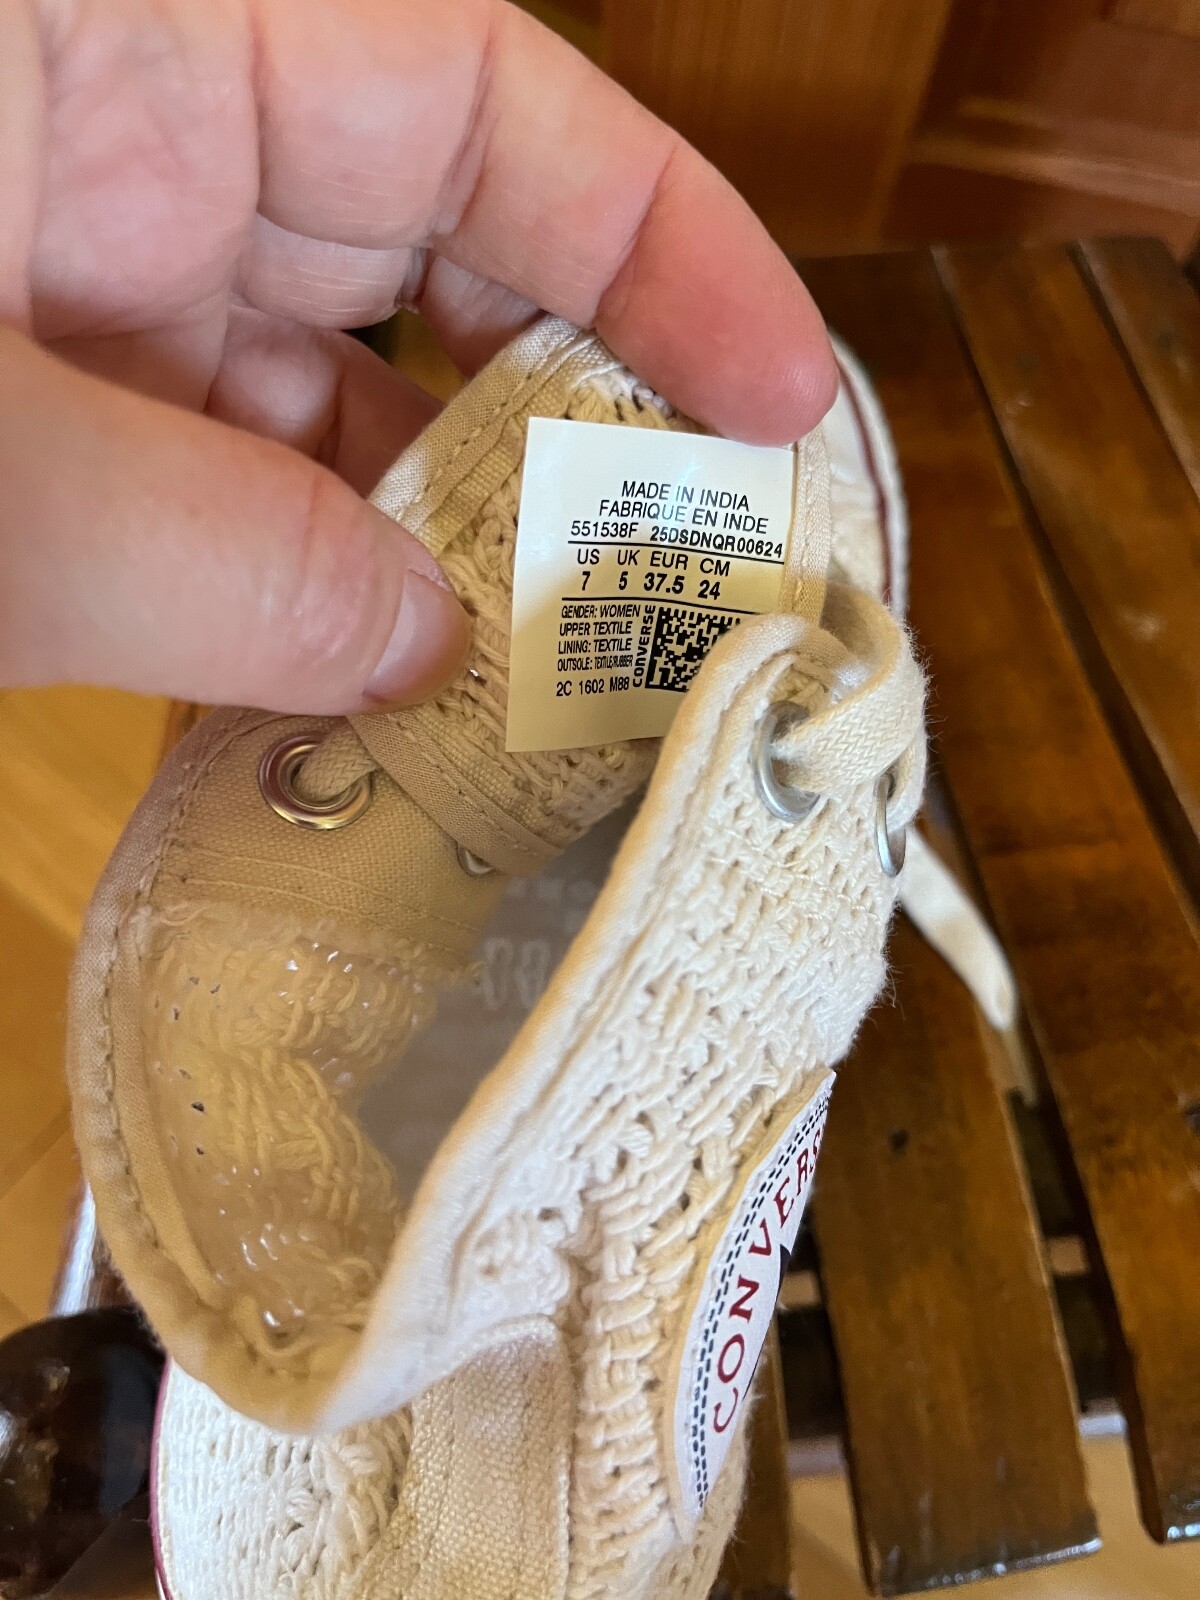 MADE IN INDIA
FABRIQUE EN INDE
551538F 25DSDNQR00624
US UK EUR CM
7 5 37.5 24
GENDER: WOMEN
UPPER TEXTILE
LINING: TEXTILE
OUTSOLE: TEXTILE/RUBBER
2C 1602 M88
CONVERSE
CONVERS